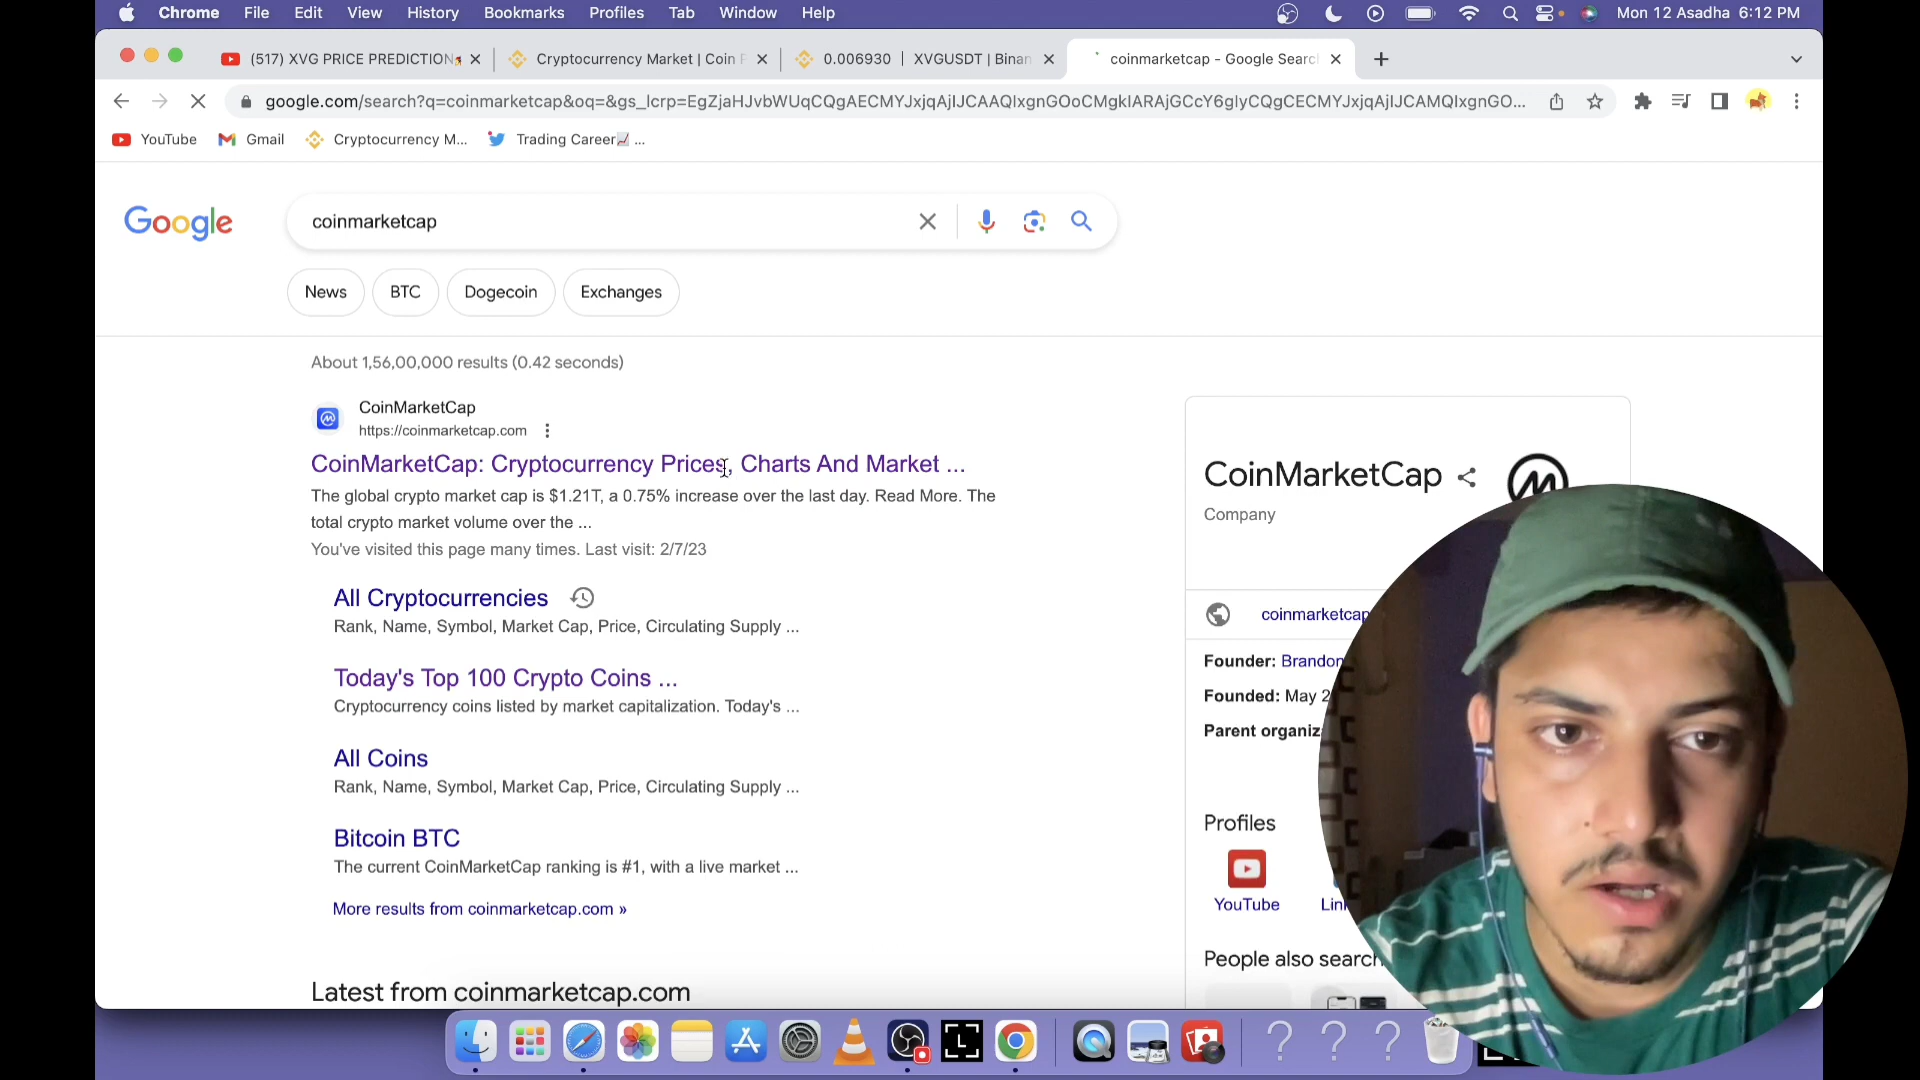 Chrome File Edit View History Bookmarks Profiles Tab Window Help Mon 12 Asadha 6:12 PM
(517) XVG PRICE PREDICTION Cryptocurrency Market | Coin P 0.006930 | XVGUSDT | Binan coinmarketcap - Google Searc
google.com/search?q=coinmarketcap&oq=&gs_lcrp=EgZjaHJvbWUqCQgAECMYJxjqAjIJCAAQIxgnGOoCMgkIARAjGCcY6gIyCQgCECMYJxjqAjIJCAMQIxgnGO...
YouTube Gmail Cryptocurrency M... Trading Career ...
Google coinmarketcap
News BTC Dogecoin Exchanges
About 1,56,00,000 results (0.42 seconds)
CoinMarketCap
https://coinmarketcap.com
CoinMarketCap: Cryptocurrency Prices, Charts And Market ...
The global crypto market cap is $1.21T, a 0.75% increase over the last day. Read More. The
total crypto market volume over the ...
You've visited this page many times. Last visit: 2/7/23
All Cryptocurrencies
Rank, Name, Symbol, Market Cap, Price, Circulating Supply ...
Today's Top 100 Crypto Coins ...
Cryptocurrency coins listed by market capitalization. Today's ...
All Coins
Rank, Name, Symbol, Market Cap, Price, Circulating Supply ...
Bitcoin BTC
The current CoinMarketCap ranking is #1, with a live market ...
More results from coinmarketcap.com »
Latest from coinmarketcap.com
CoinMarketCap
Company
coinmarketcap
Founder: Brandon
Founded: May 2
Parent organiz
Profiles
YouTube Lin
People also search